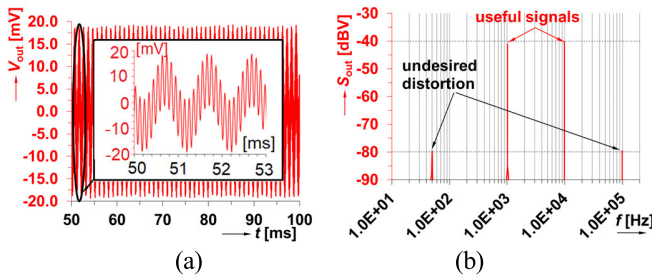 V_out [mV]
20.0
15.0
10.0
5.0
0.0
-5.0
-10.0
-15.0
-20.0
[mV]
20
10
0
-10
-20
[ms]
50 51 52 53
50 60 70 80 90 100
t [ms]
(a)
S_out [dBV]
-30
-40
-50
-60
-70
-80
-90
useful signals
undesired
distortion
1.0E+01 1.0E+02 1.0E+03 1.0E+04 1.0E+05
f [Hz]
(b)